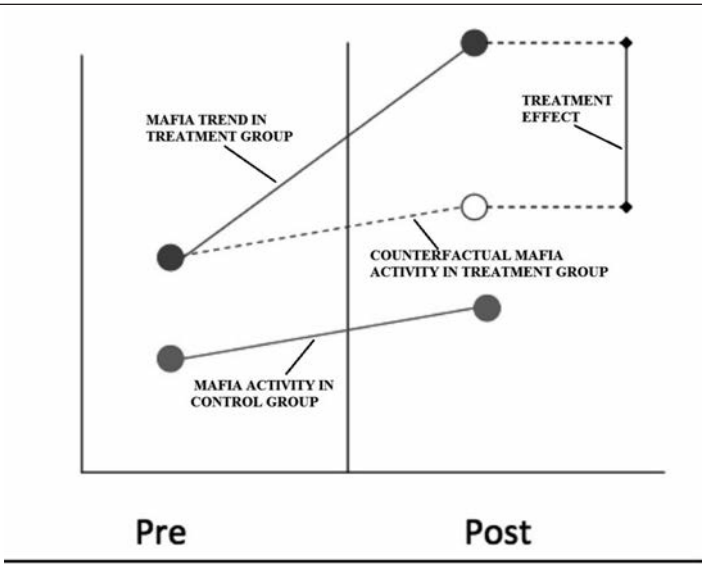 MAFIA TREND IN
TREATMENT GROUP
TREATMENT
EFFECT
COUNTERFACTUAL MAFIA
ACTIVITY IN TREATMENT GROUP
MAFIA ACTIVITY IN
CONTROL GROUP
Pre
Post